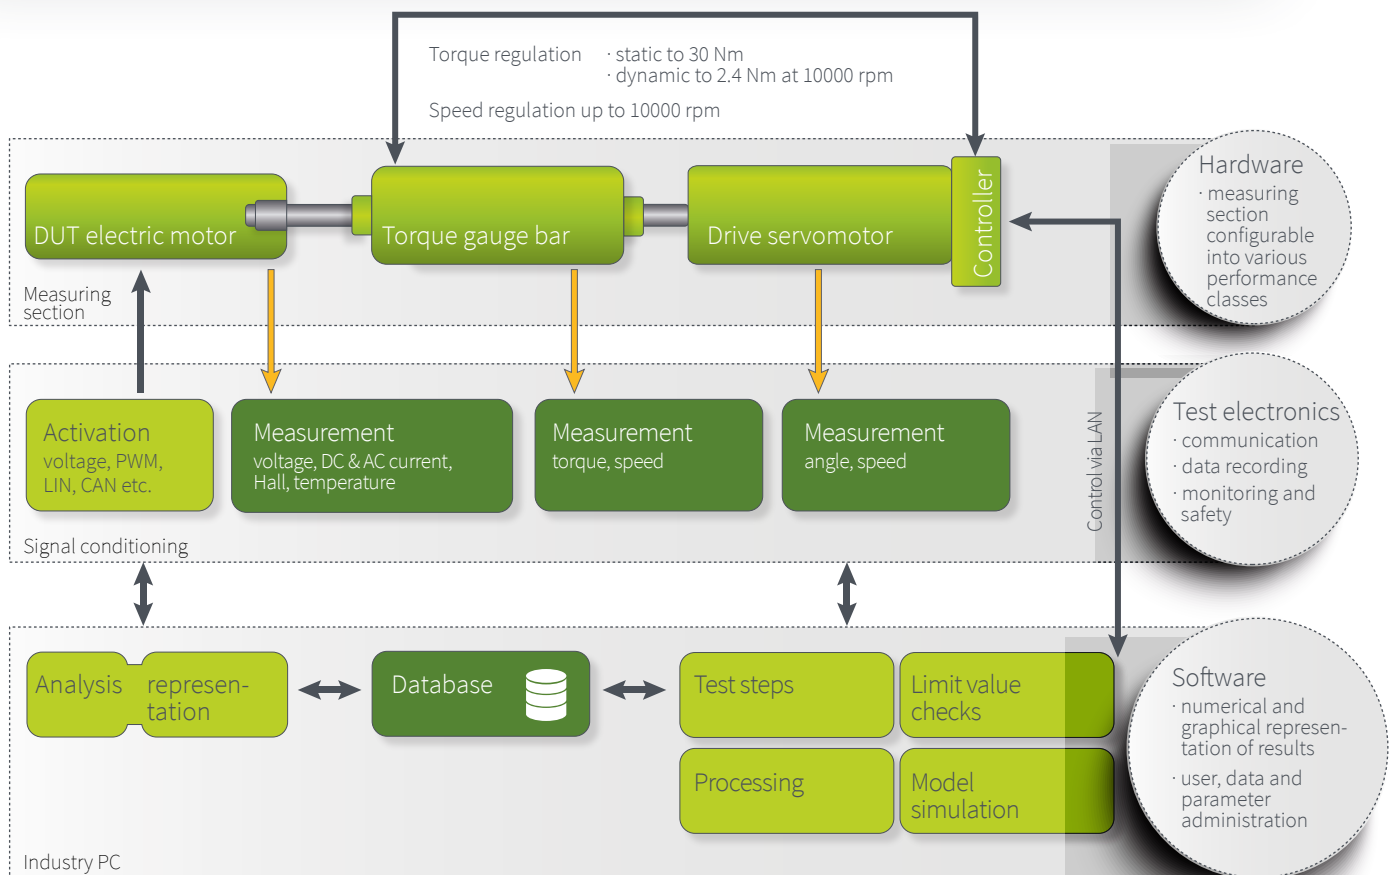 Torque regulation · static to 30 Nm
· dynamic to 2.4 Nm at 10000 rpm
Speed regulation up to 10000 rpm
DUT electric motor
Torque gauge bar
Drive servomotor
Controller
Measuring
section
Hardware
· measuring
section
configurable
into various
performance
classes
Activation
voltage, PWM,
LIN, CAN etc.
Measurement
voltage, DC & AC current,
Hall, temperature
Measurement
torque, speed
Measurement
angle, speed
Control via LAN
Signal conditioning
Test electronics
· communication
· data recording
· monitoring and
safety
Analysis
represen-
tation
Database
Test steps
Limit value
checks
Processing
Model
simulation
Industry PC
Software
· numerical and
graphical represen-
tation of results
· user, data and
parameter
administration